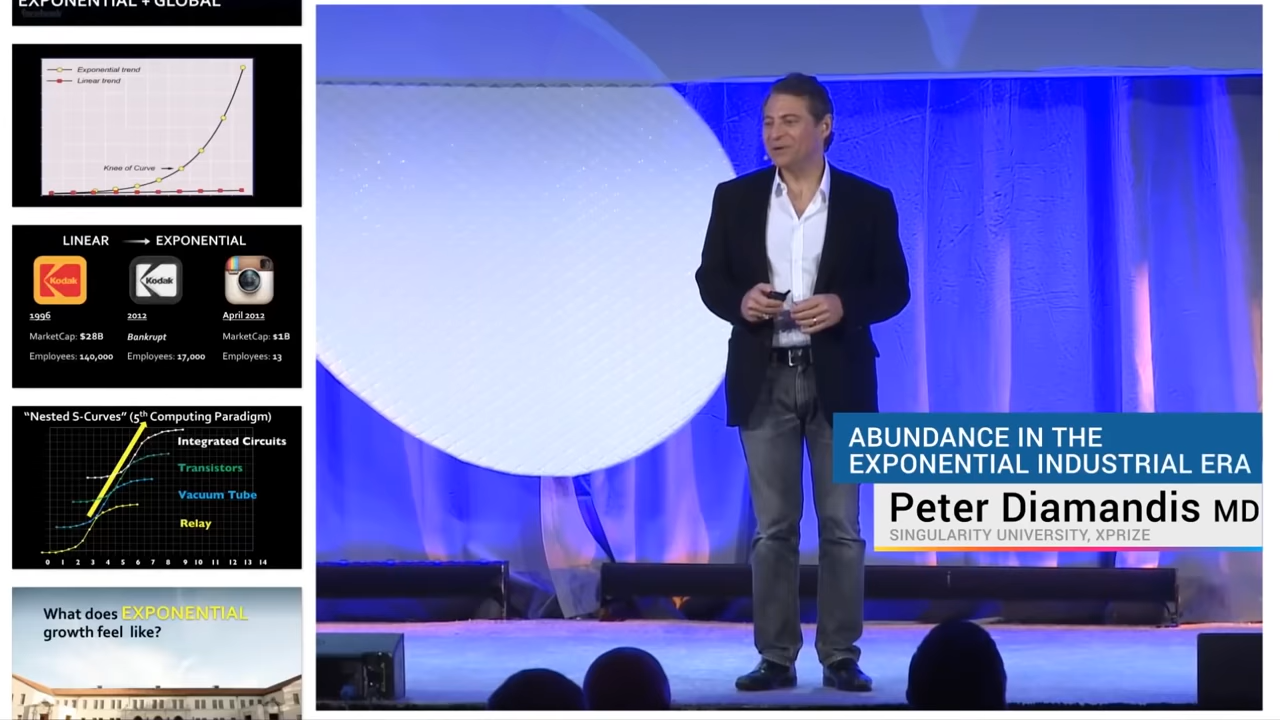 EXPONENTIAL + GLOBAL
Exponential trend
Linear trend
Knee of Curve
LINEAR EXPONENTIAL
Kodak Kodak
1996 2012 April 2012
MarketCap: $28B Bankrupt MarketCap: $1B
Employees: 140,000 Employees: 17,000 Employees: 13
"Nested S-Curves" (5th Computing Paradigm)
Integrated Circuits
Transistors
Vacuum Tube
Relay
0 1 2 3 4 5 6 7 8 9 10 11 12 13 14
What does EXPONENTIAL
growth feel like?
ABUNDANCE IN THE
EXPONENTIAL INDUSTRIAL ERA
Peter Diamandis MD
SINGULARITY UNIVERSITY, XPRIZE